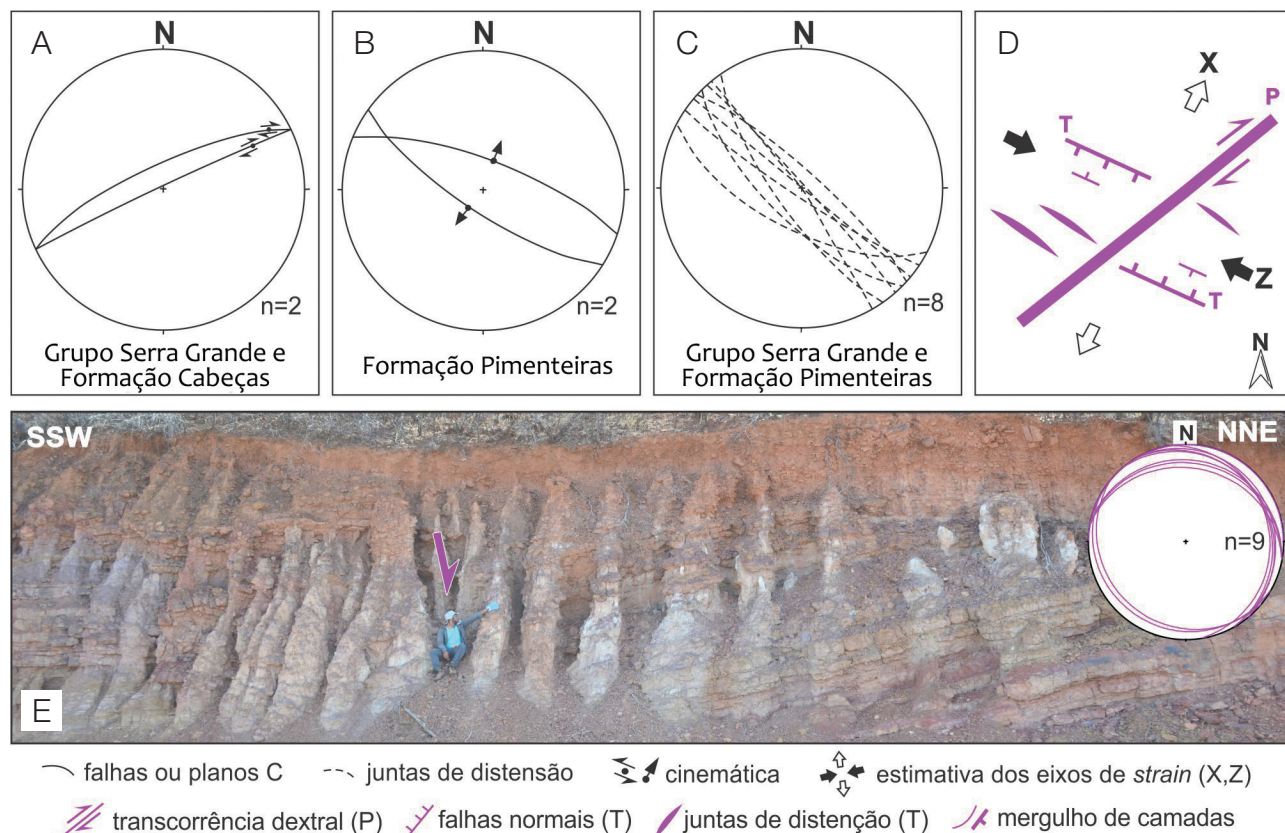 A
N
n=2
Grupo Serra Grande e
Formação Cabeças
B
N
n=2
Formação Pimenteiras
C
N
n=8
Grupo Serra Grande e
Formação Pimenteiras
D
X
P
T
Z
T
N
SSW
N
NNE
n=9
E
falhas ou planos C
juntas de distensão
cinemática
estimativa dos eixos de strain (X,Z)
transcorrência dextral (P)
falhas normais (T)
juntas de distenção (T)
mergulho de camadas